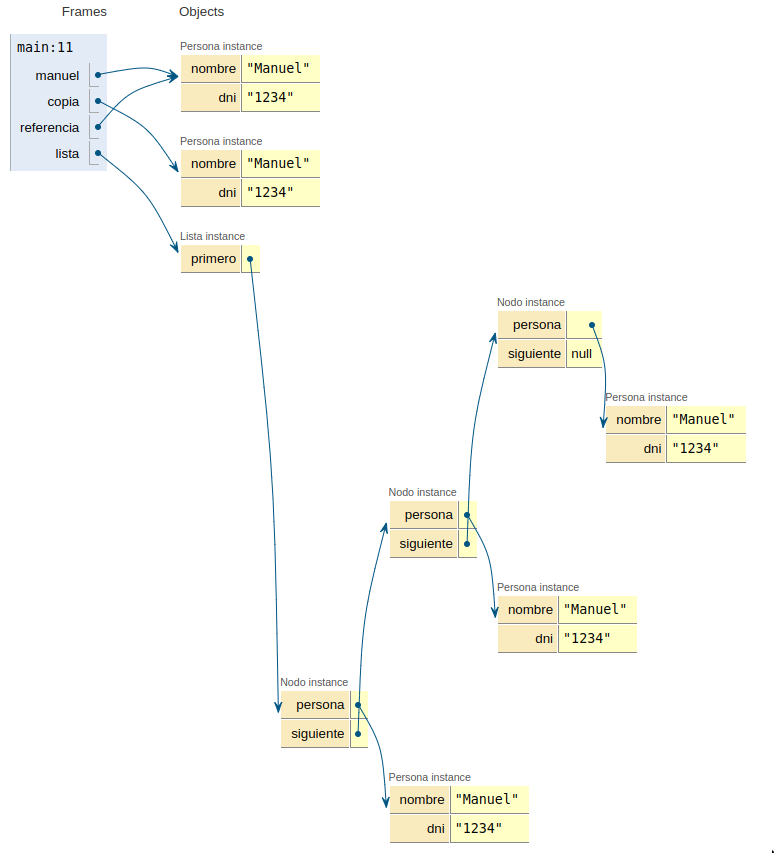 Frames Objects
main:11
manuel
copia
referencia
lista
Persona instance
nombre "Manuel"
dni "1234"
Persona instance
nombre "Manuel"
dni "1234"
Lista instance
primero
Nodo instance
persona
siguiente null
Persona instance
nombre "Manuel"
dni "1234"
Nodo instance
persona
siguiente
Persona instance
nombre "Manuel"
dni "1234"
Nodo instance
persona
siguiente
Persona instance
nombre "Manuel"
dni "1234"